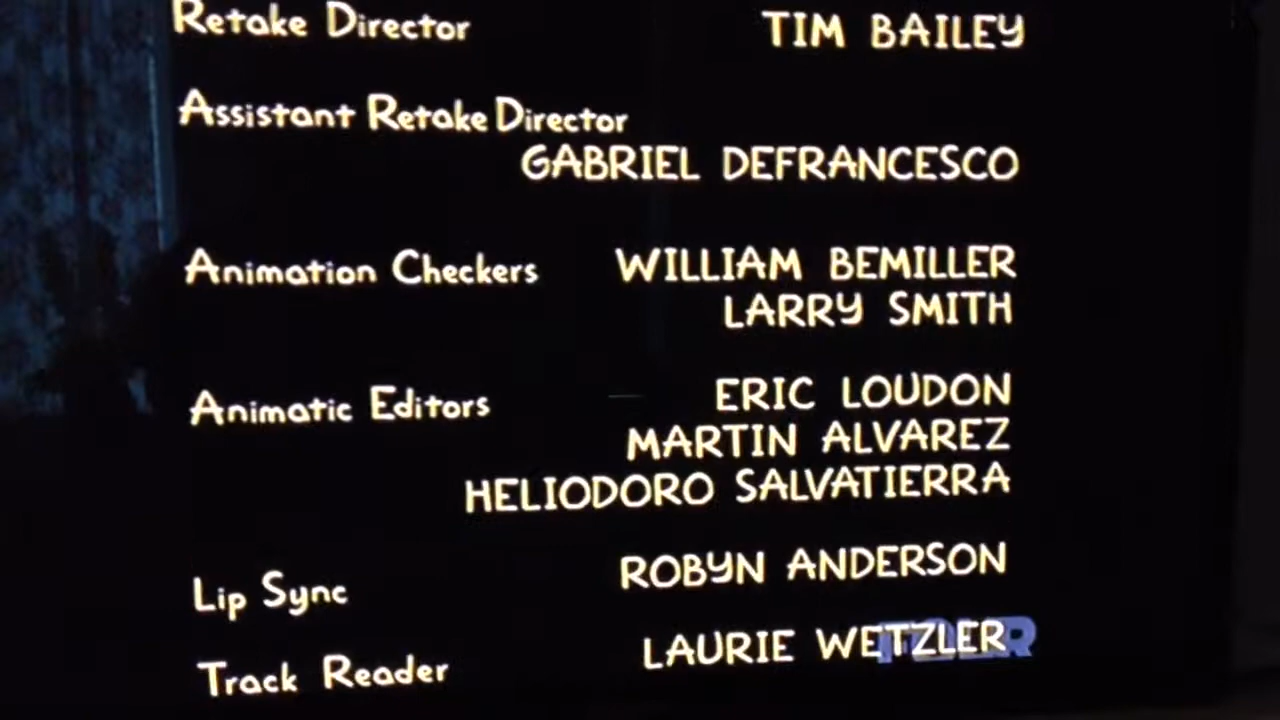 Retake Director TIM BAILEY
Assistant Retake Director
GABRIEL DEFRANCESCO
Animation Checkers WILLIAM BEMILLER
LARRY SMITH
Animatic Editors ERIC LOUDON
MARTIN ALVAREZ
HELIODORO SALVATIERRA
Lip Sync ROBYN ANDERSON
Track Reader LAURIE WETZLER